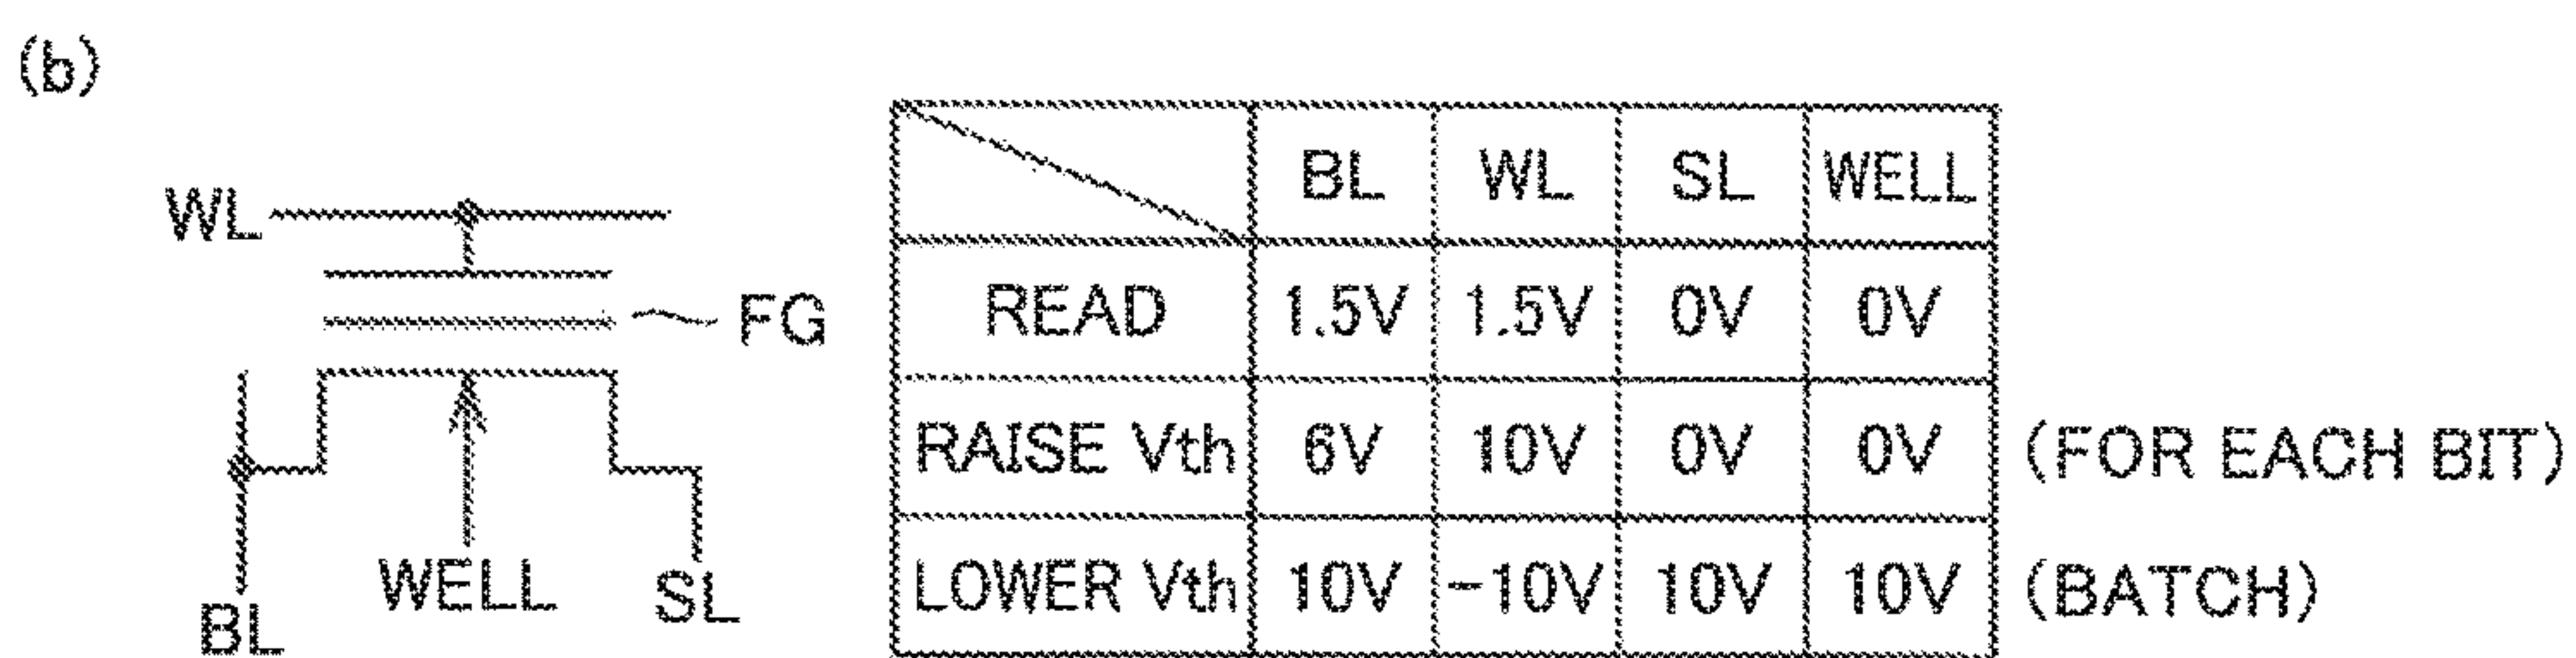 (b)
WL
FG
BL
WELL
SL
BL WL SL WELL
READ 1.5V 1.5V 0V 0V
RAISE Vth 6V 10V 0V 0V (FOR EACH BIT)
LOWER Vth 10V -10V 10V 10V (BATCH)